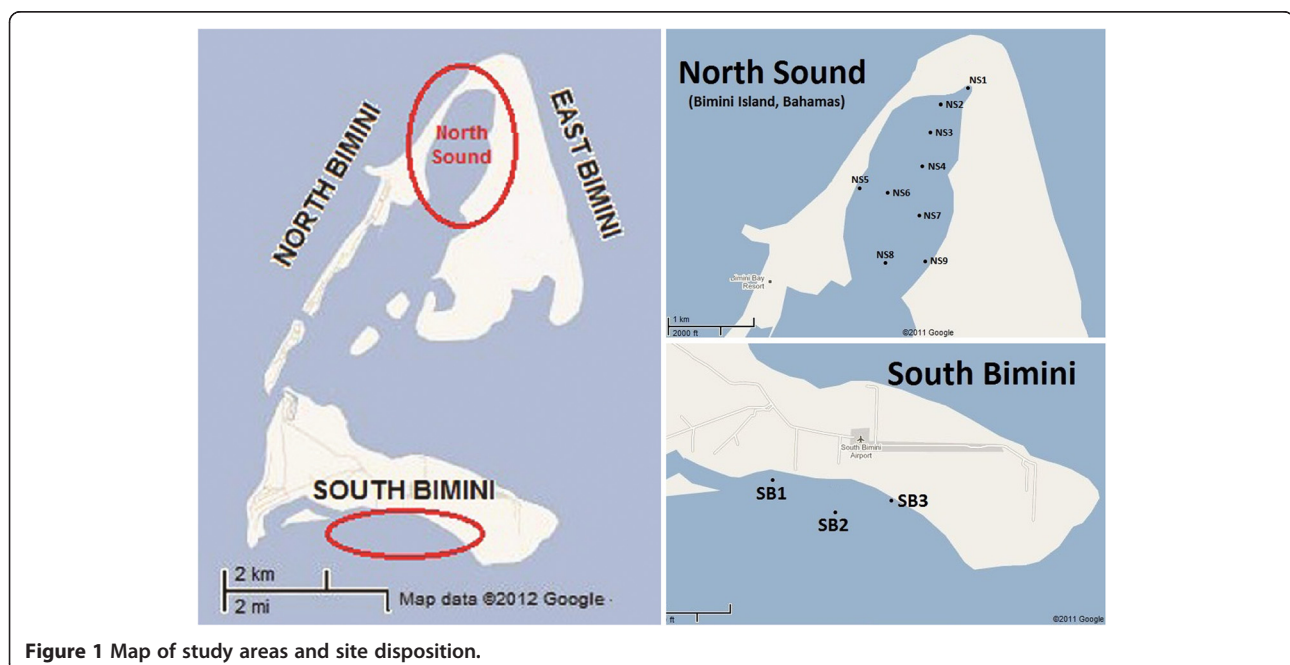 NORTH BIMINI
North
Sound
EAST BIMINI
SOUTH BIMINI
2 km
2 mi
Map data ©2012 Google
North Sound
(Bimini Island, Bahamas)
NS1
NS2
NS3
NS4
NS5
NS6
NS7
NS8
NS9
Bimini Bay
Resort
1 km
2000 ft
©2011 Google
South Bimini
South Bimini
Airport
SB1
SB2
SB3
ft
©2011 Google
Figure 1 Map of study areas and site disposition.